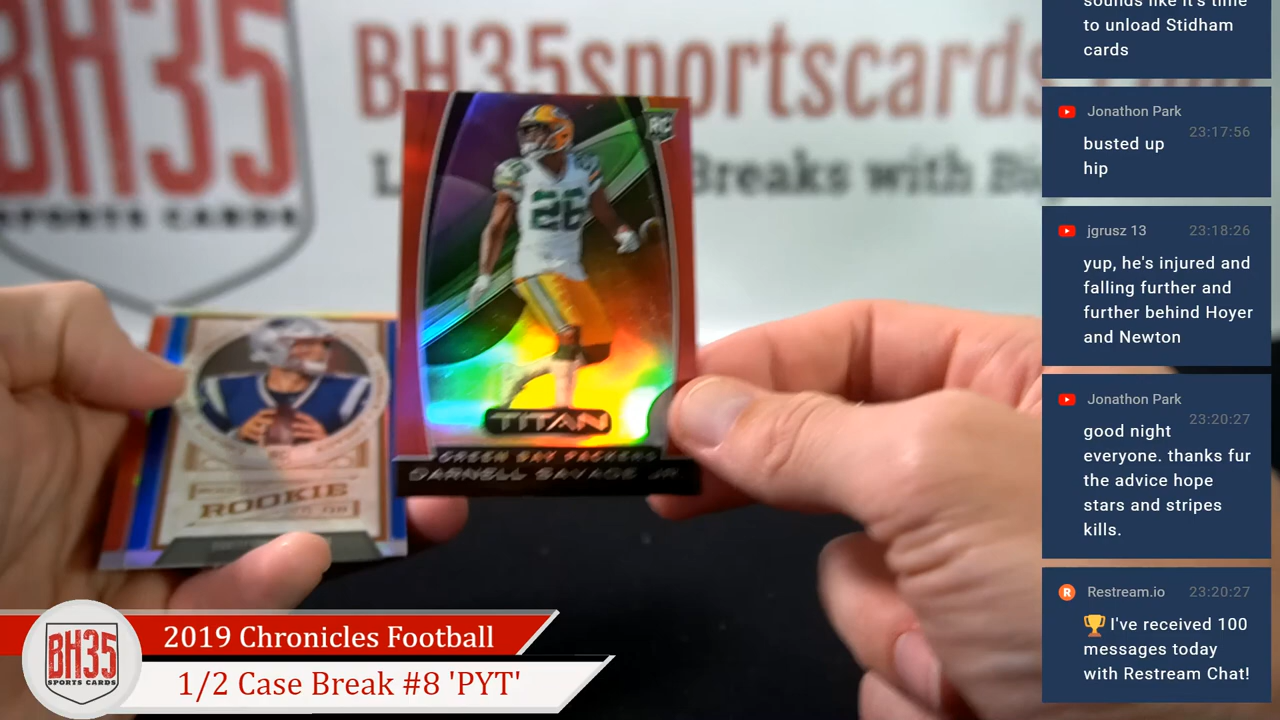 BH35
SPORTS CARDS
BH35sportscards
Breaks with
RC
26
TITAN
GREEN BAY PACKERS
DARNELL SAVAGE JR
ROOKIE
sounds like it's time
to unload Stidham
cards
Jonathon Park
23:17:56
busted up
hip
jgrusz 13 23:18:26
yup, he's injured and
falling further and
further behind Hoyer
and Newton
Jonathon Park
23:20:27
good night
everyone. thanks fur
the advice hope
stars and stripes
kills.
Restream.io 23:20:27
🏆 I've received 100
messages today
with Restream Chat!
BH35
SPORTS CARDS
2019 Chronicles Football
1/2 Case Break #8 'PYT'